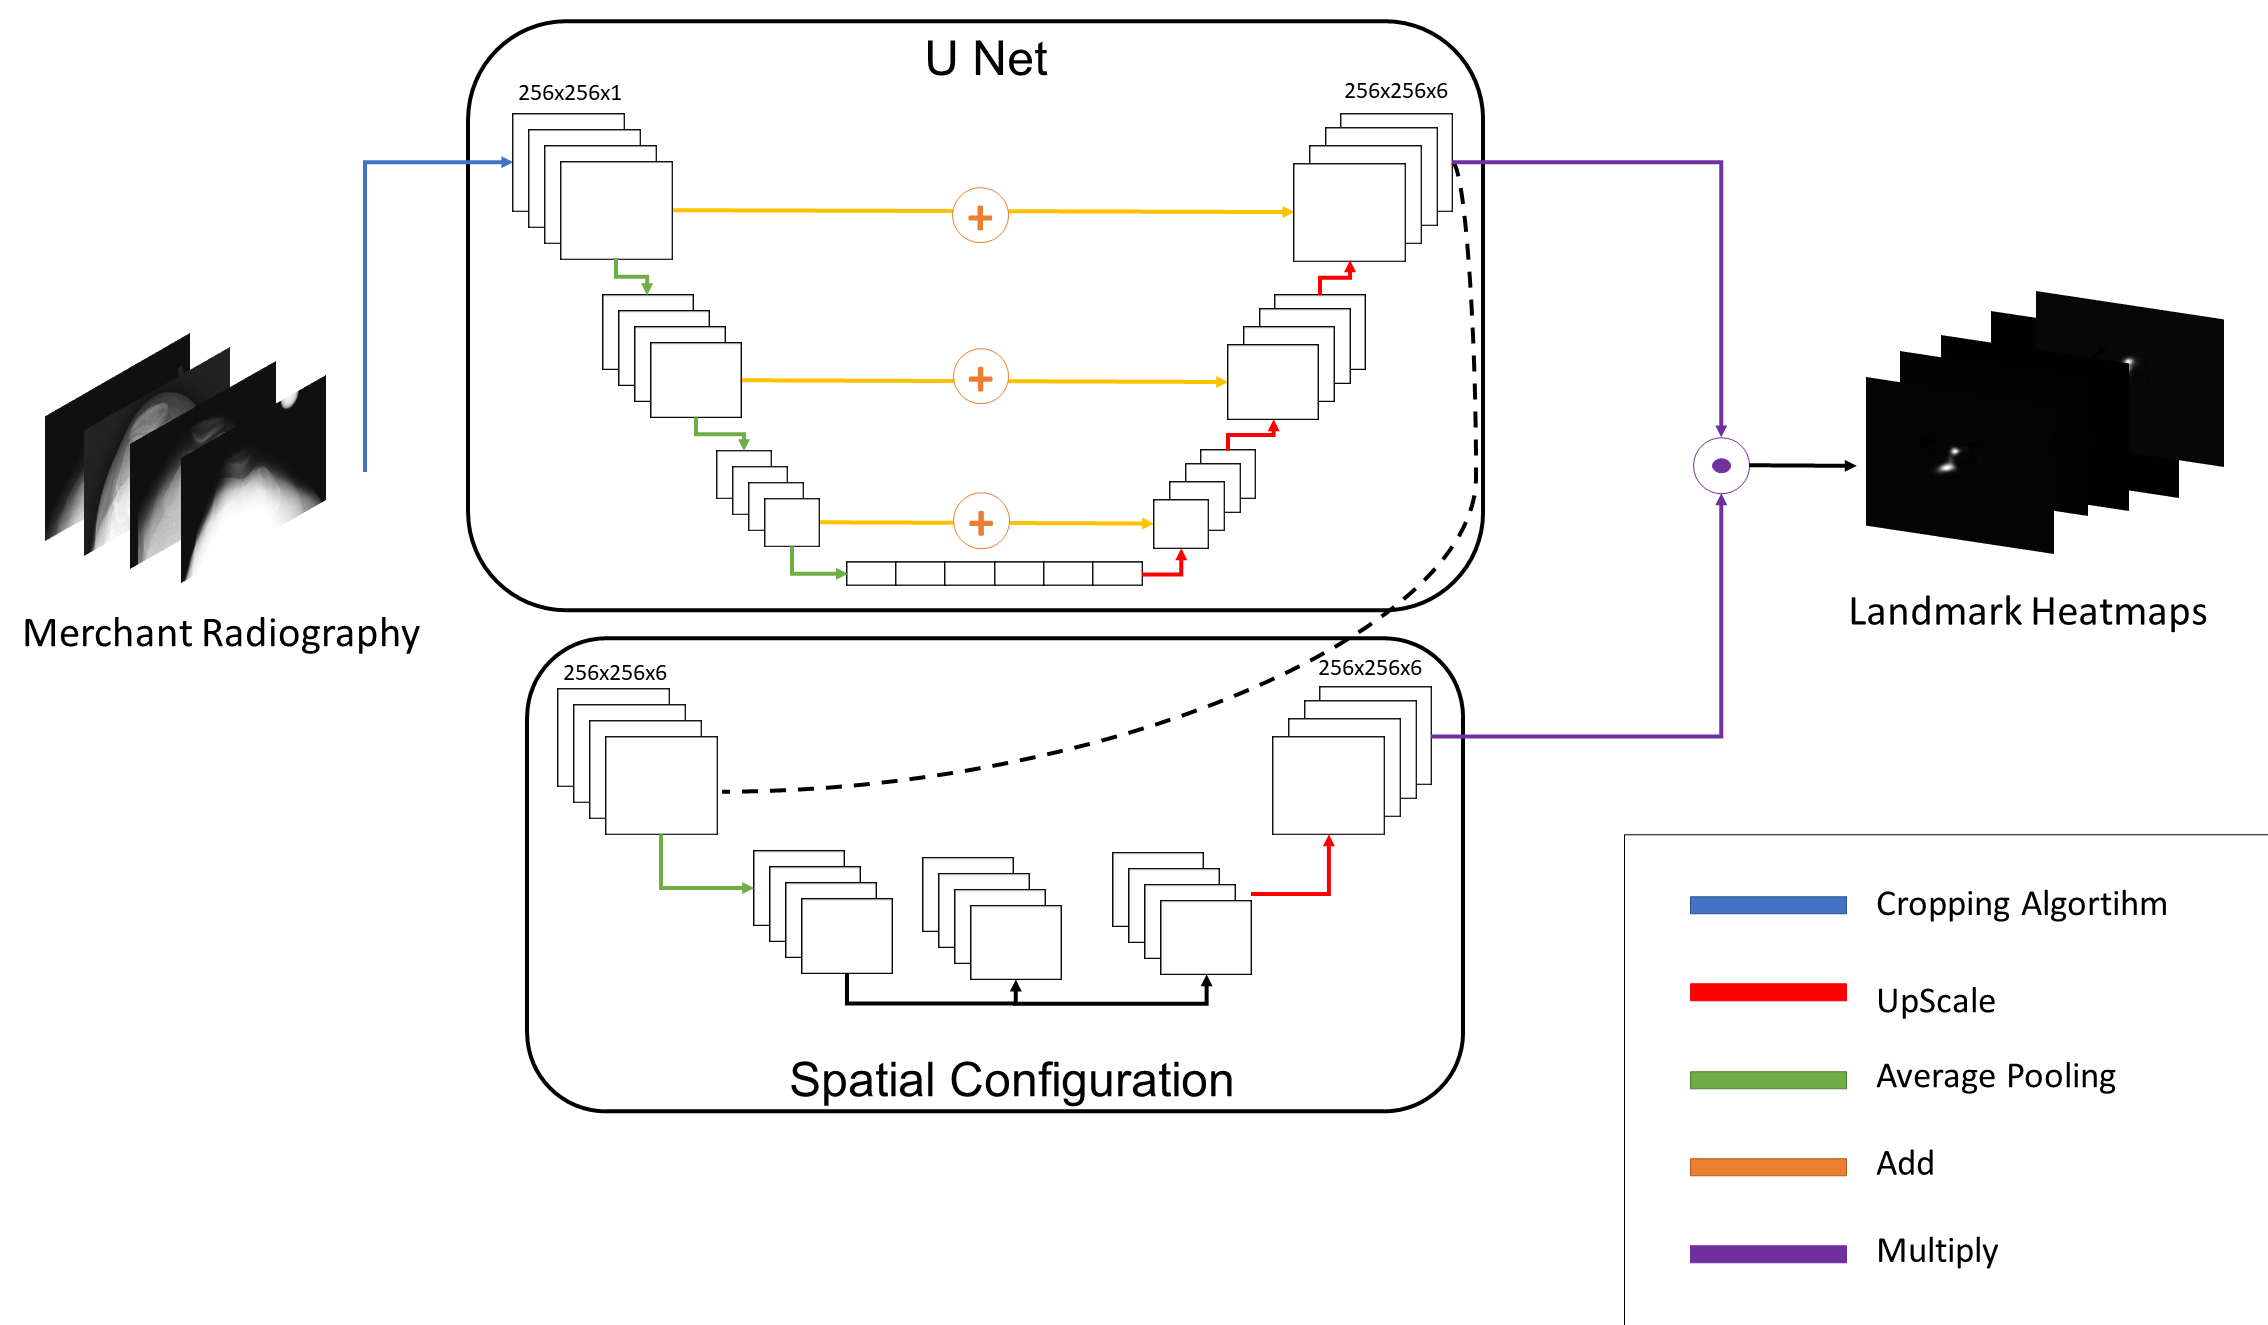 U Net
256x256x1
256x256x6
Merchant Radiography
Landmark Heatmaps
256x256x6
256x256x6
Spatial Configuration
Cropping Algortihm
UpScale
Average Pooling
Add
Multiply